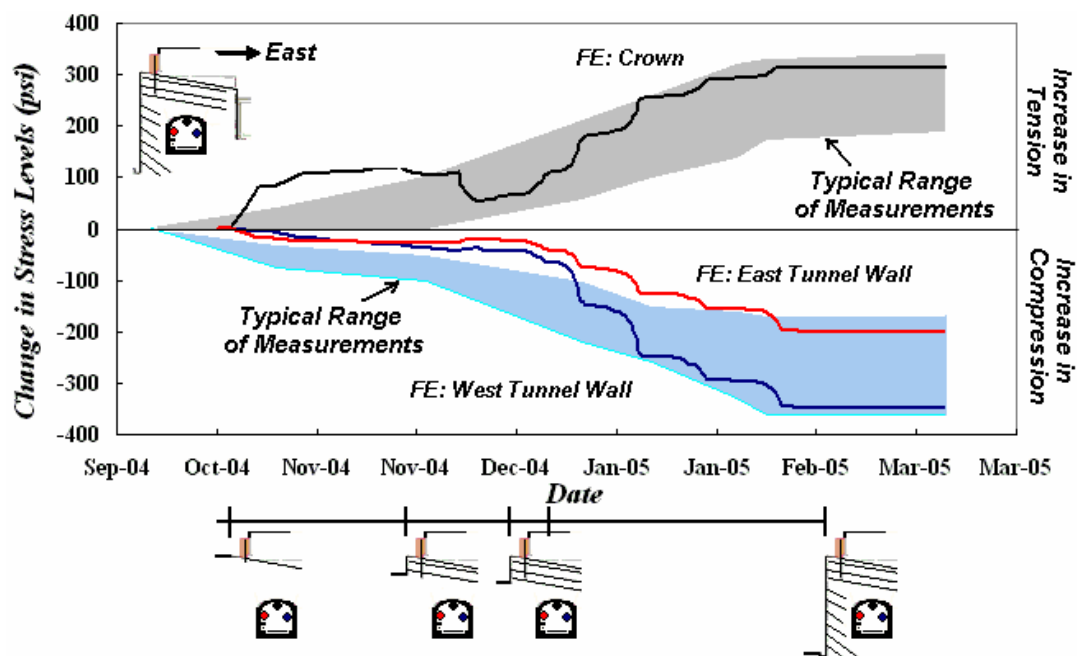 Change in Stress Levels (psi)
400
300
200
100
0
-100
-200
-300
-400
East
FE: Crown
Typical Range
of Measurements
Increase in
Tension
FE: East Tunnel Wall
Typical Range
of Measurements
FE: West Tunnel Wall
Increase in
Compression
Sep-04 Oct-04 Nov-04 Nov-04 Dec-04 Jan-05 Jan-05 Feb-05 Mar-05 Mar-05
Date